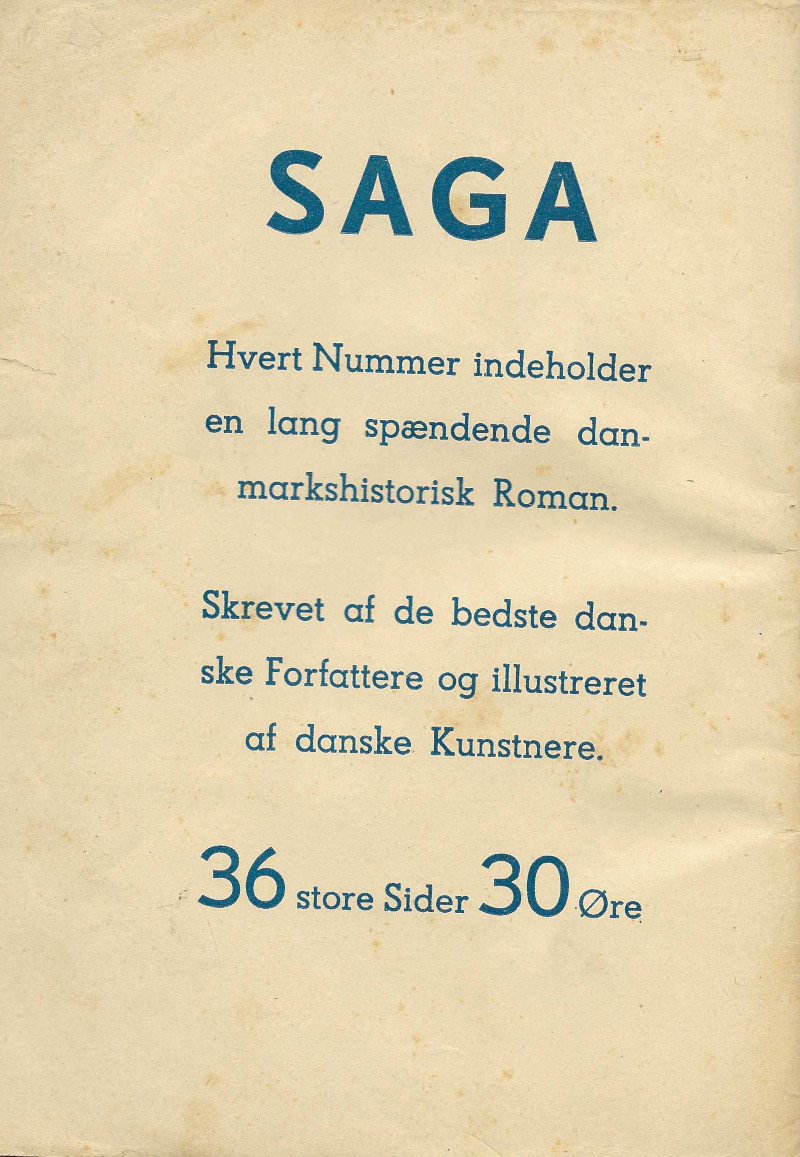 SAGA
Hvert Nummer indeholder
en lang spændende dan-
markshistorisk Roman.
Skrevet af de bedste dan-
ske Forfattere og illustreret
af danske Kunstnere.
36 store Sider 30 Øre